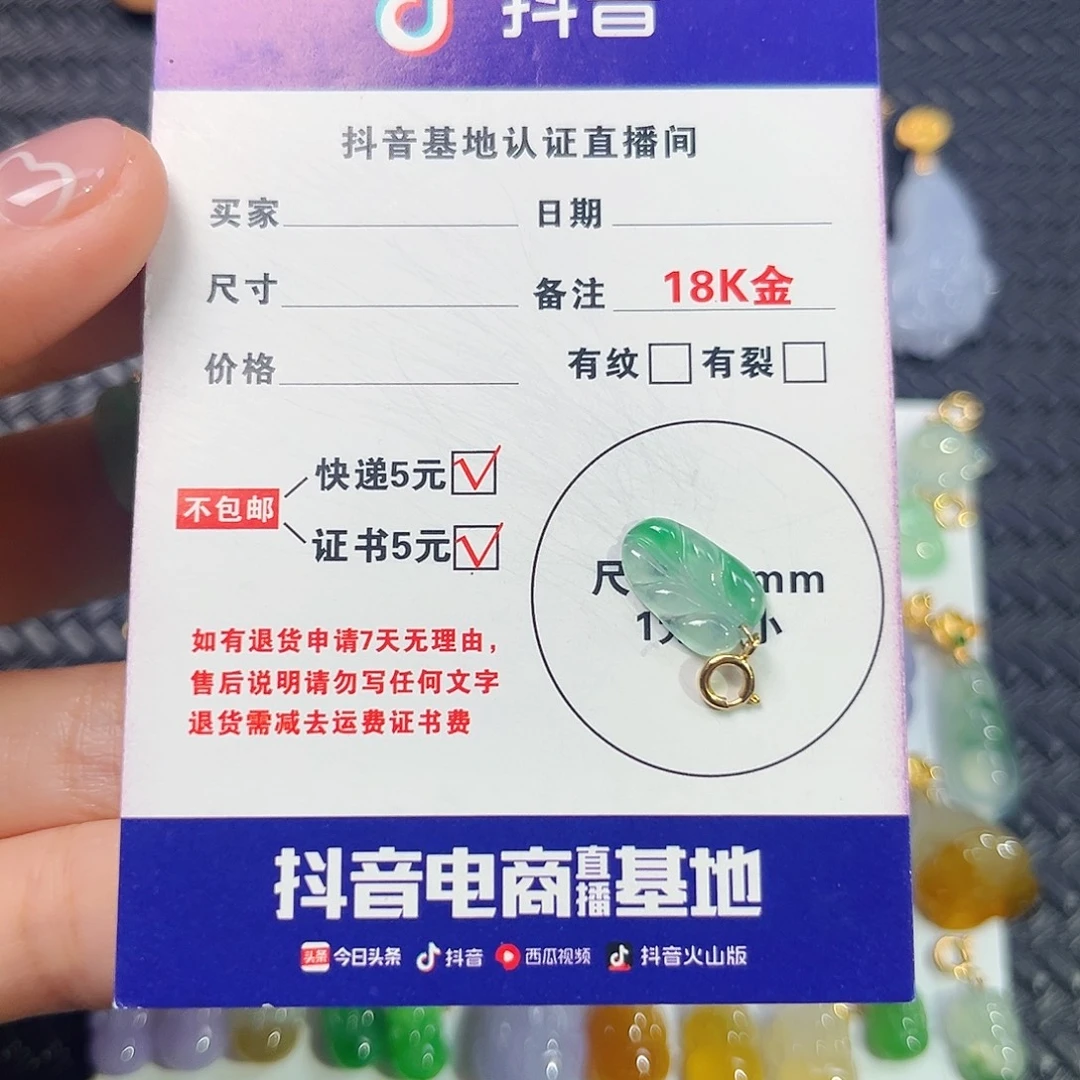 抖音
抖音基地认证直播间
买家 日期
尺寸 备注 18K金
价格 有纹 有裂
快递5元
不包邮
证书5元
尺 mm
1 小
如有退货申请7天无理由，
售后说明请勿写任何文字
退货需减去运费证书费
抖音电商直播基地
头条 今日头条 抖音 西瓜视频 抖音火山版